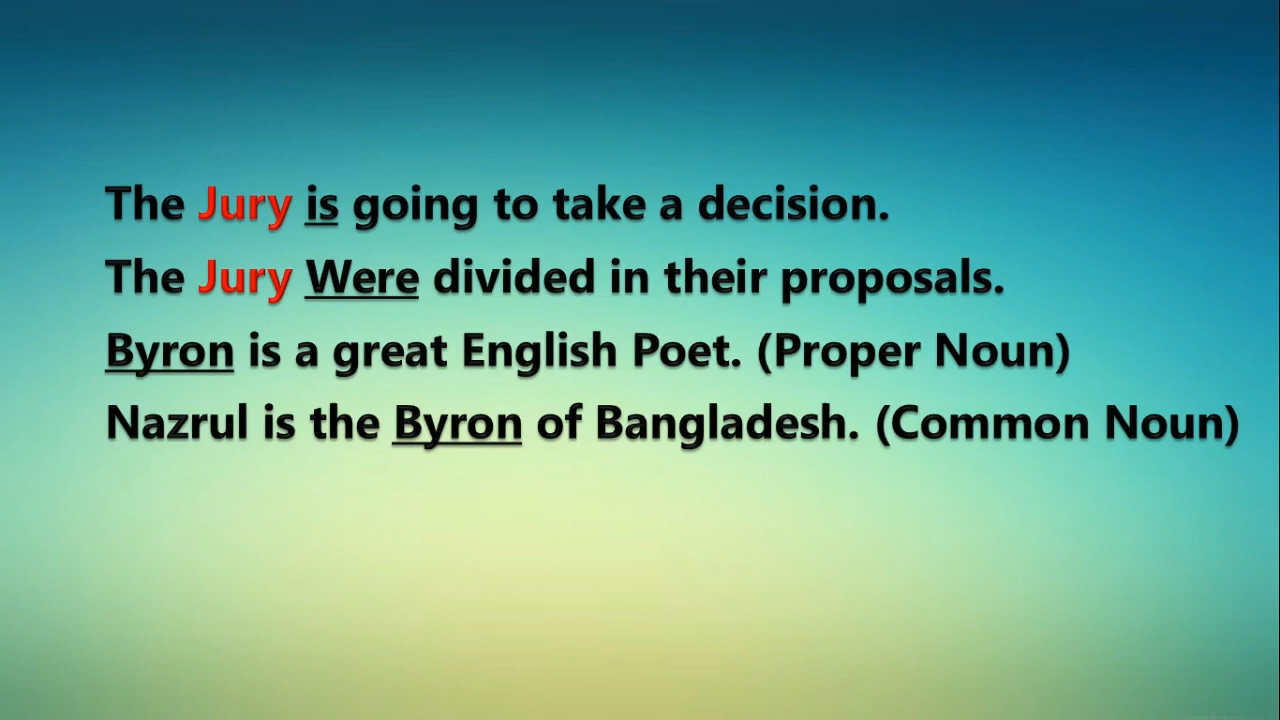 The Jury is going to take a decision.
The Jury Were divided in their proposals.
Byron is a great English Poet. (Proper Noun)
Nazrul is the Byron of Bangladesh. (Common Noun)